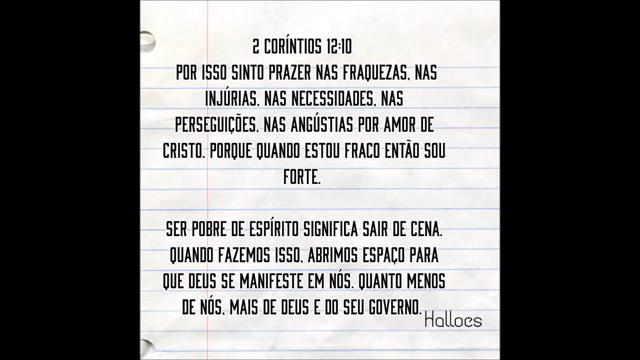 2 CORÍNTIOS 12:10
POR ISSO SINTO PRAZER NAS FRAQUEZAS, NAS
INJÚRIAS, NAS NECESSIDADES, NAS
PERSEGUIÇÕES, NAS ANGÚSTIAS POR AMOR DE
CRISTO. PORQUE QUANDO ESTOU FRACO ENTÃO SOU
FORTE.
SER POBRE DE ESPÍRITO SIGNIFICA SAIR DE CENA.
QUANDO FAZEMOS ISSO, ABRIMOS ESPAÇO PARA
QUE DEUS SE MANIFESTE EM NÓS. QUANTO MENOS
DE NÓS, MAIS DE DEUS E DO SEU GOVERNO.
Halloes